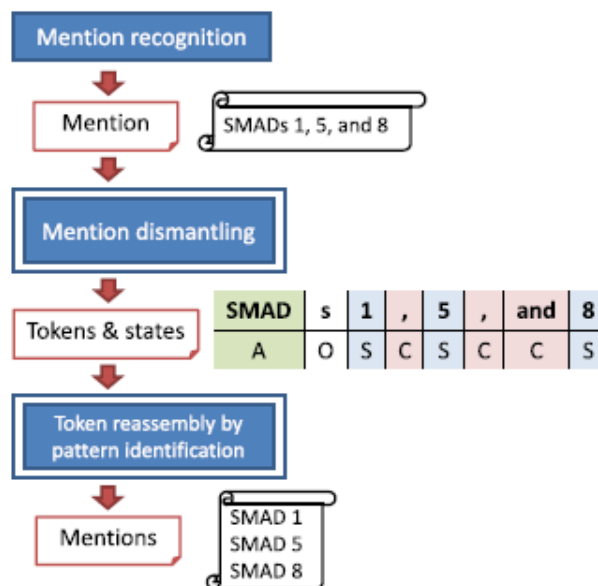 Mention recognition
Mention
SMADs 1, 5, and 8
Mention dismantling
Tokens & states
SMAD s 1 , 5 , and 8
A O S C S C C S
Token reassembly by
pattern identification
Mentions
SMAD 1
SMAD 5
SMAD 8